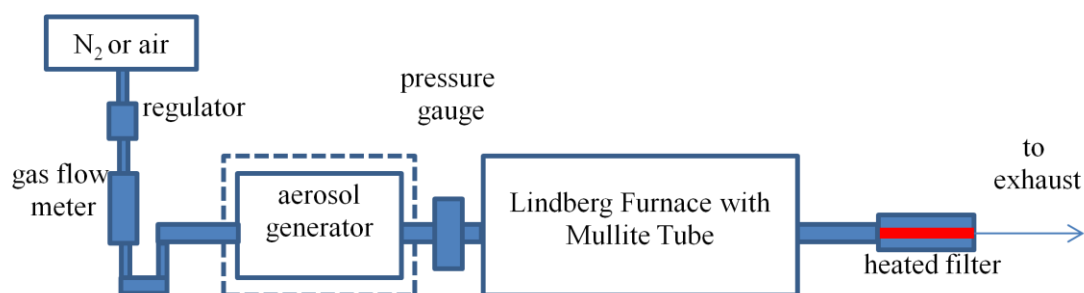 N₂ or air
regulator
gas flow
meter
aerosol
generator
pressure
gauge
Lindberg Furnace with
Mullite Tube
heated filter
to
exhaust